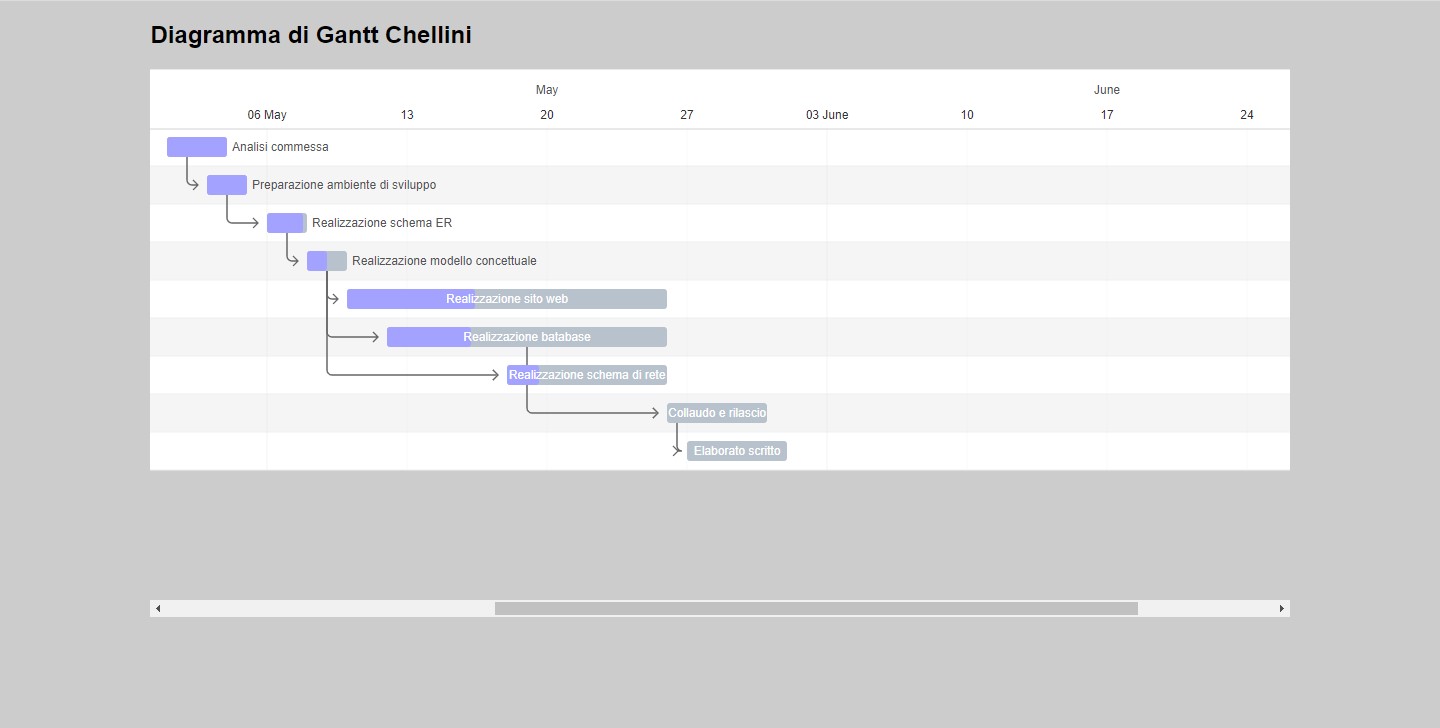 Diagramma di Gantt Chellini
May June
06 May 13 20 27 03 June 10 17 24
Analisi commessa
Preparazione ambiente di sviluppo
Realizzazione schema ER
Realizzazione modello concettuale
Realizzazione sito web
Realizzazione batabase
Realizzazione schema di rete
Collaudo e rilascio
Elaborato scritto